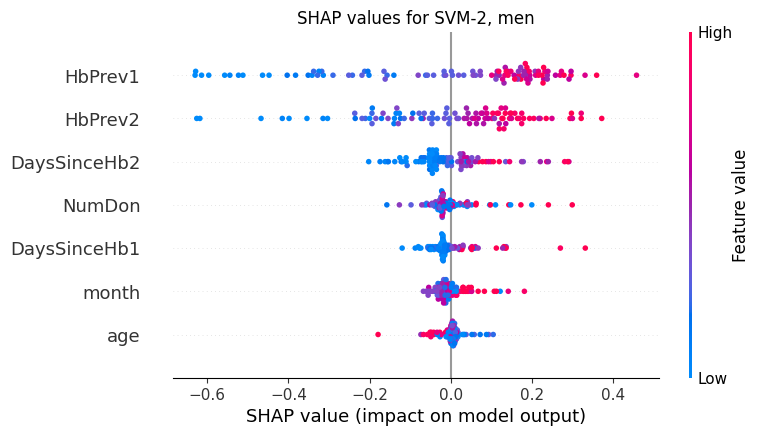 SHAP values for SVM-2, men
High
HbPrev1
HbPrev2
DaysSinceHb2
NumDon
DaysSinceHb1
month
age
Feature value
Low
−0.6 −0.4 −0.2 0.0 0.2 0.4
SHAP value (impact on model output)